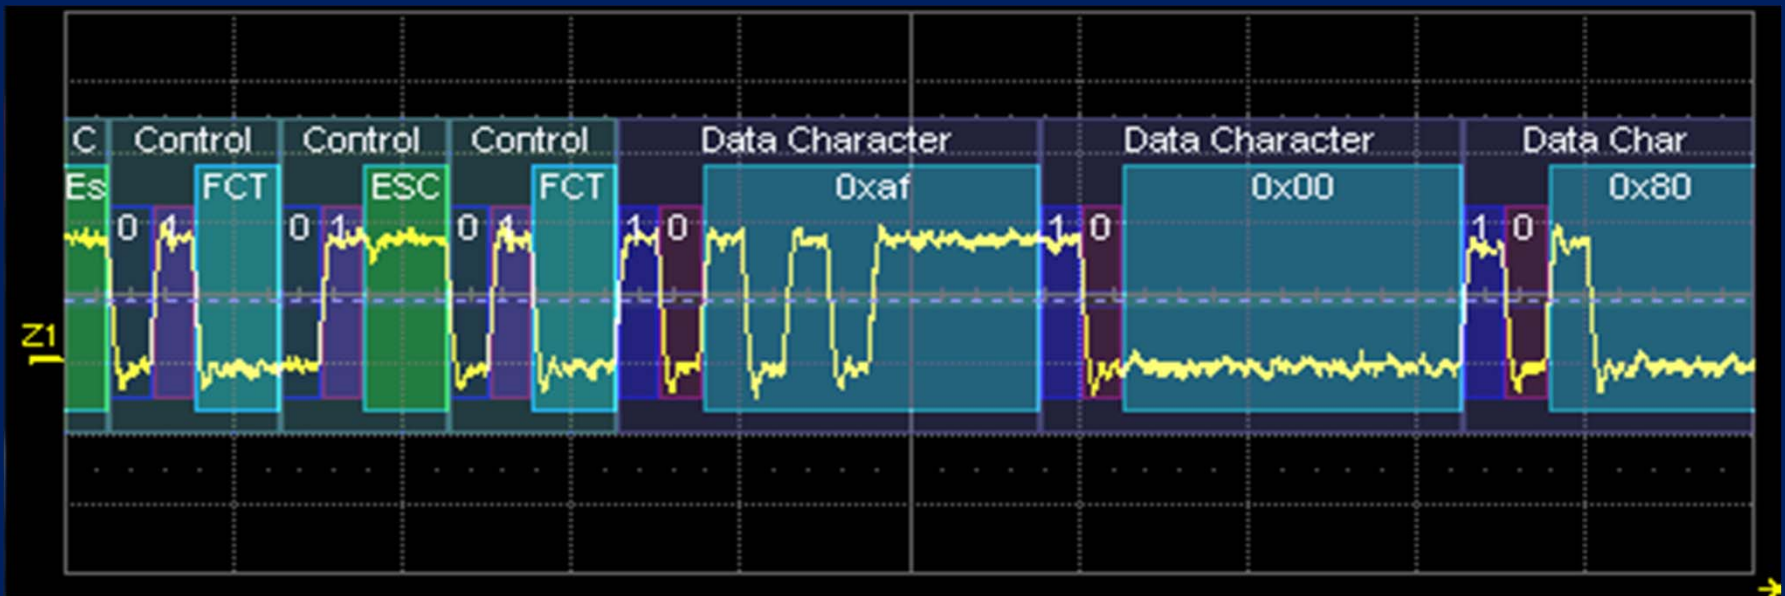 C Control Control Control Data Character Data Character Data Char
Es FCT ESC FCT 0xaf 0x00 0x80
0 1 0 1 0 1 1 0 1 0 1 0
Z1